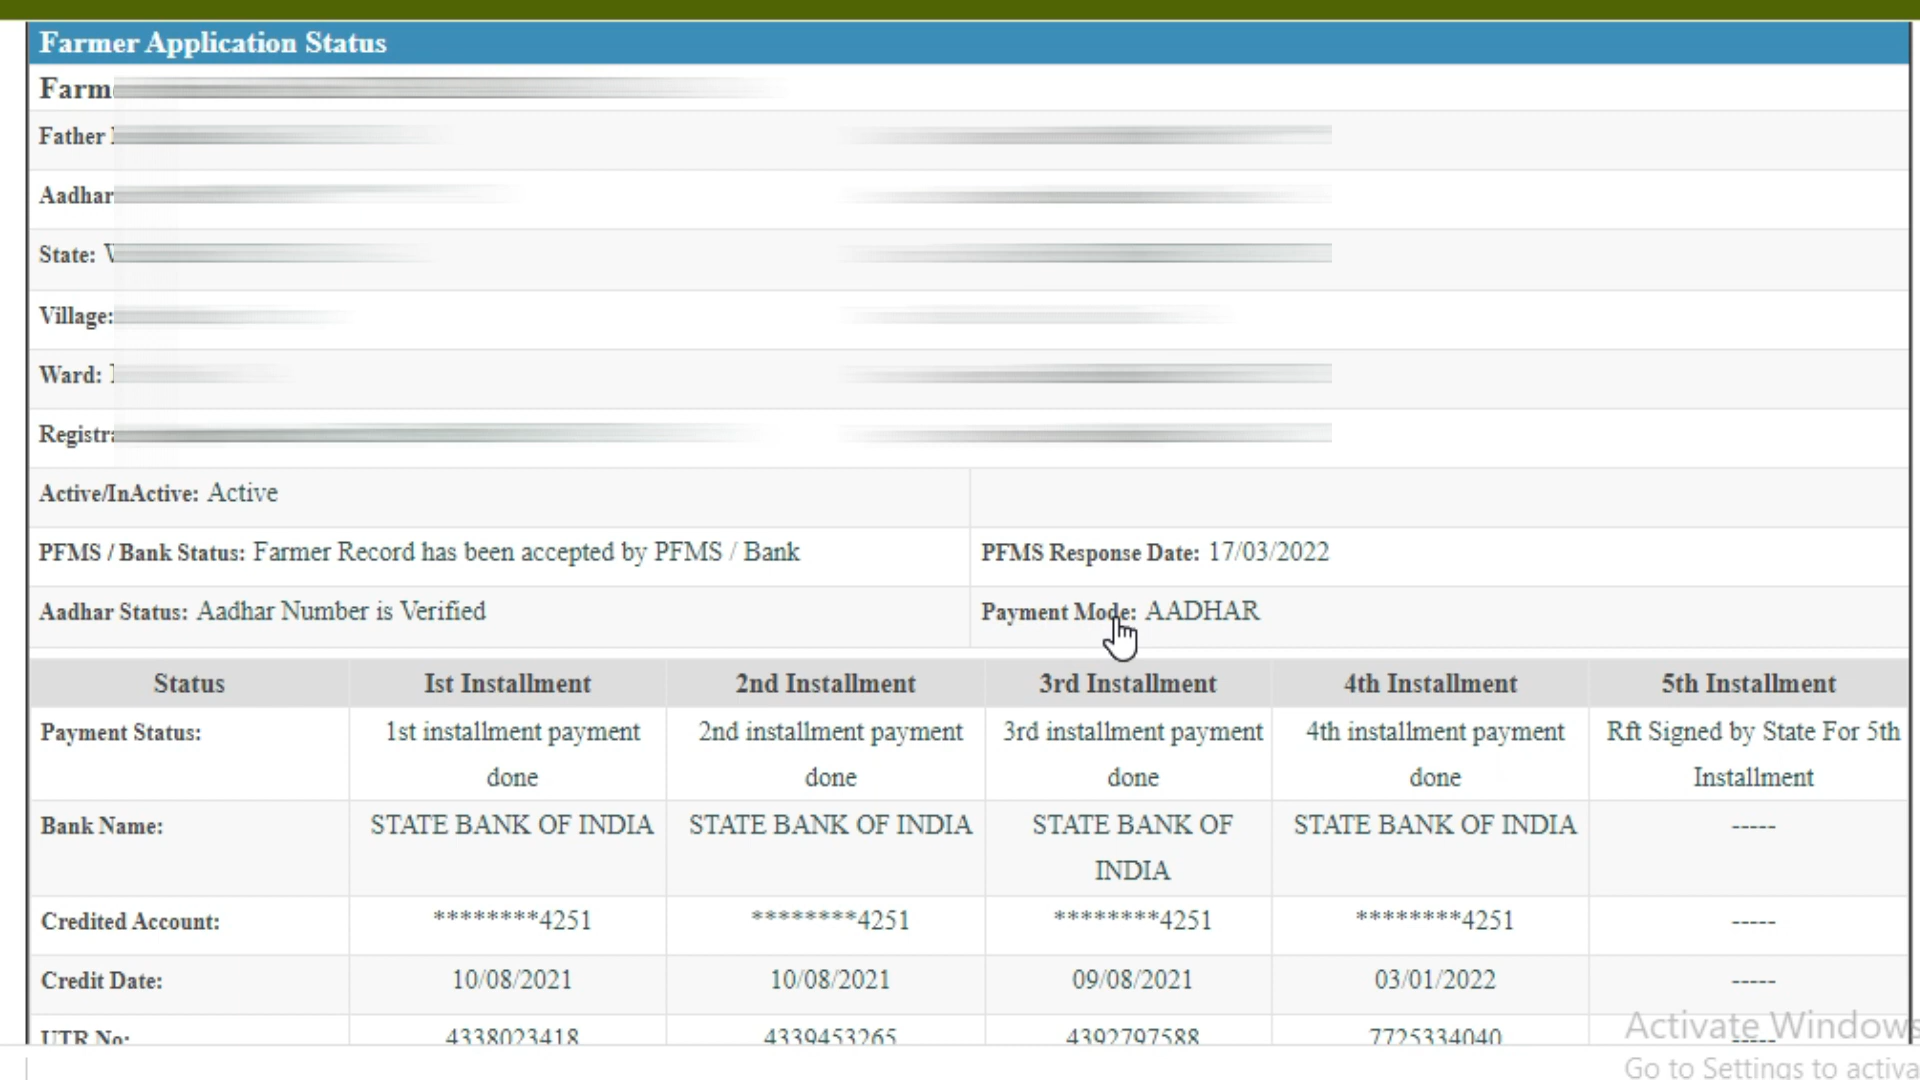 Farmer Application Status
Farm
Father
Aadhar
State:
Village:
Ward:
Registra
Active/InActive: Active
PFMS / Bank Status: Farmer Record has been accepted by PFMS / Bank PFMS Response Date: 17/03/2022
Aadhar Status: Aadhar Number is Verified Payment Mode: AADHAR
Status Ist Installment 2nd Installment 3rd Installment 4th Installment 5th Installment
Payment Status: 1st installment payment 2nd installment payment 3rd installment payment 4th installment payment Rft Signed by State For 5th
done done done done Installment
Bank Name: STATE BANK OF INDIA STATE BANK OF INDIA STATE BANK OF STATE BANK OF INDIA -----
INDIA
Credited Account: ********4251 ********4251 ********4251 ********4251 -----
Credit Date: 10/08/2021 10/08/2021 09/08/2021 03/01/2022 -----
UTR No: 4338023418 4339453265 4392797588 7725334040 -----
Activate Windows
Go to Settings to activa